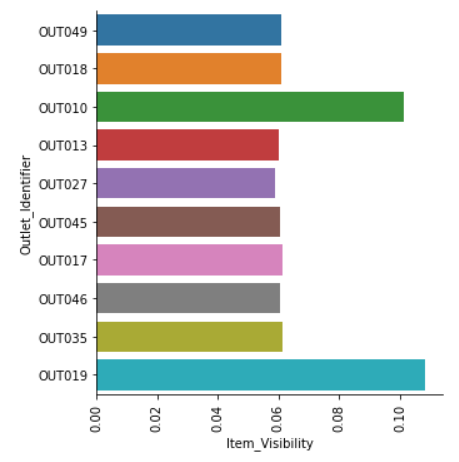 OUT049
OUT018
OUT010
OUT013
OUT027
OUT045
OUT017
OUT046
OUT035
OUT019
Outlet_Identifier
0.00
0.02
0.04
0.06
0.08
0.10
Item_Visibility